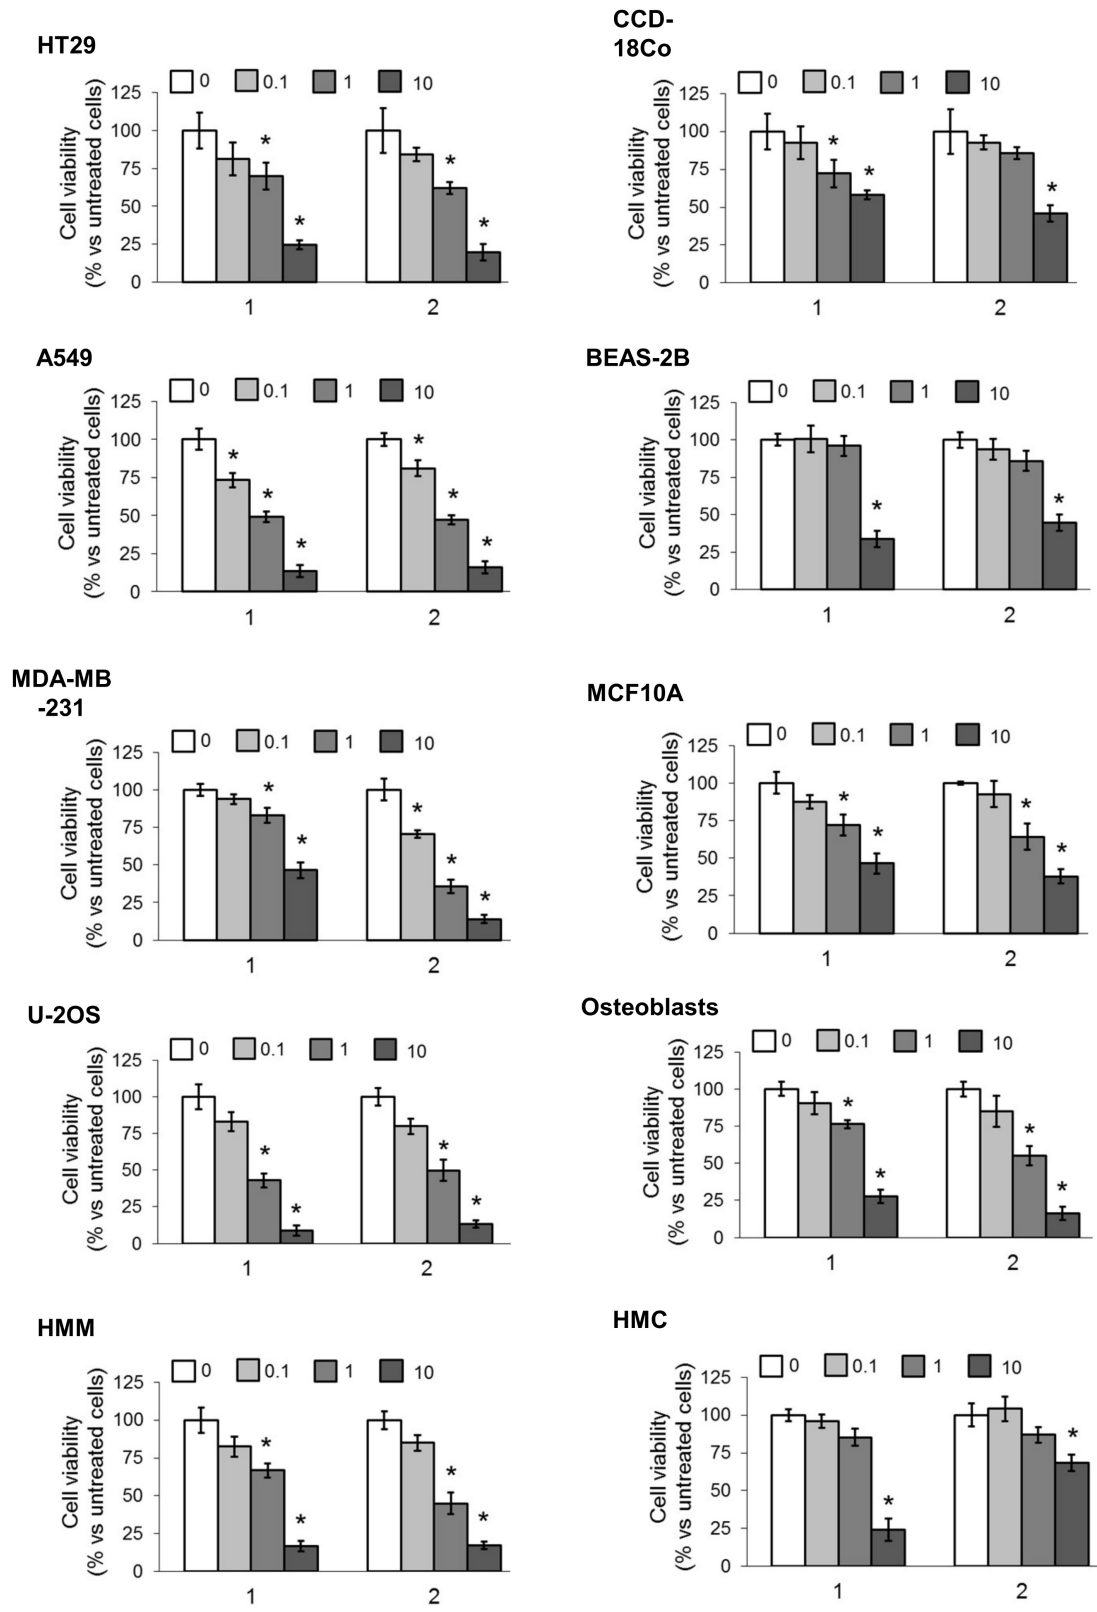 HT29
0 0.1 1 10
Cell viability
(% vs untreated cells)
125
100
75
50
25
0
* * * *
1 2
CCD-
18Co
0 0.1 1 10
Cell viability
(% vs untreated cells)
125
100
75
50
25
0
* * *
1 2
A549
0 0.1 1 10
Cell viability
(% vs untreated cells)
125
100
75
50
25
0
* * * * * *
1 2
BEAS-2B
0 0.1 1 10
Cell viability
(% vs untreated cells)
125
100
75
50
25
0
* *
1 2
MDA-MB
-231
0 0.1 1 10
Cell viability
(% vs untreated cells)
125
100
75
50
25
0
* * * * *
1 2
MCF10A
0 0.1 1 10
Cell viability
(% vs untreated cells)
125
100
75
50
25
0
* * * *
1 2
U-2OS
0 0.1 1 10
Cell viability
(% vs untreated cells)
125
100
75
50
25
0
* * * *
1 2
Osteoblasts
0 0.1 1 10
Cell viability
(% vs untreated cells)
125
100
75
50
25
0
* * * *
1 2
HMM
0 0.1 1 10
Cell viability
(% vs untreated cells)
125
100
75
50
25
0
* * * *
1 2
HMC
0 0.1 1 10
Cell viability
(% vs untreated cells)
125
100
75
50
25
0
* *
1 2